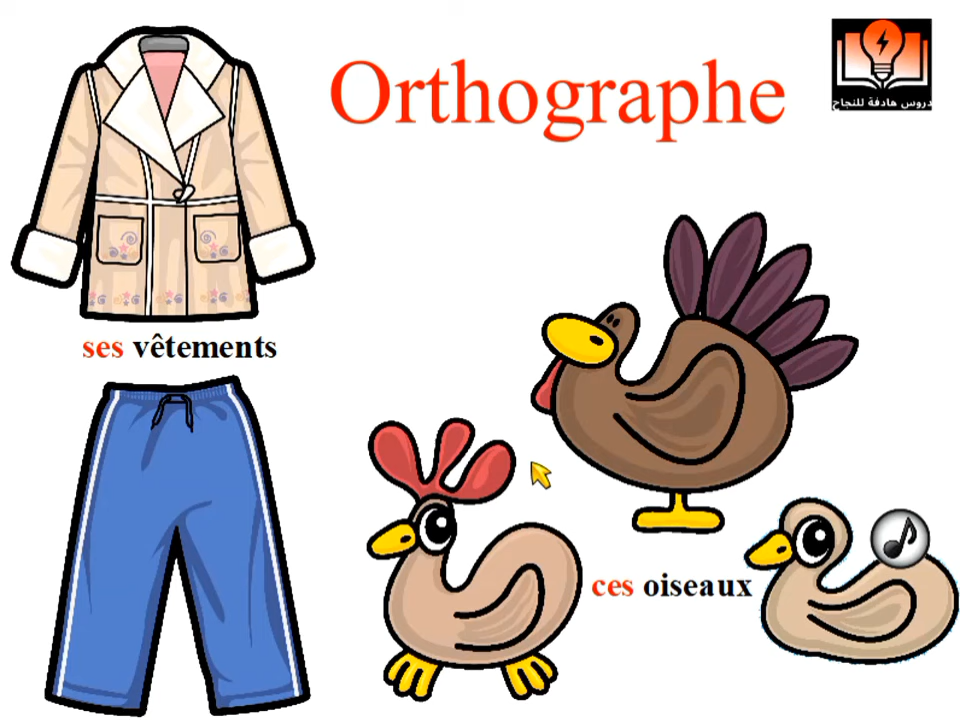 Orthographe
دروس هادفة للنجاح
ses vêtements
ces oiseaux